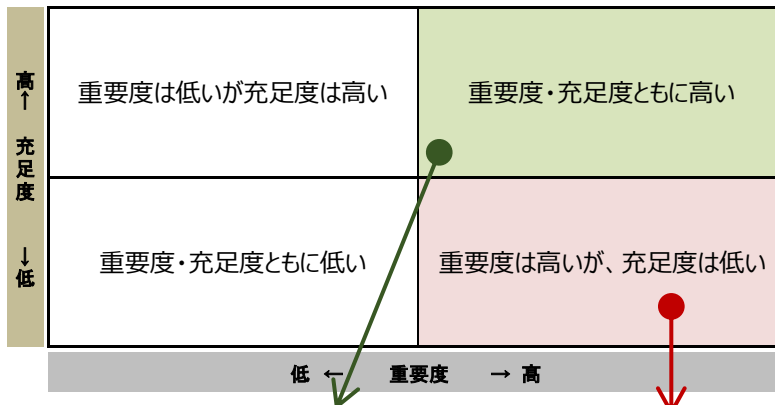 高↑ 充足度 ↓低
重要度は低いが充足度は高い
重要度・充足度ともに高い
重要度・充足度ともに低い
重要度は高いが、充足度は低い
低 ← 重要度 → 高